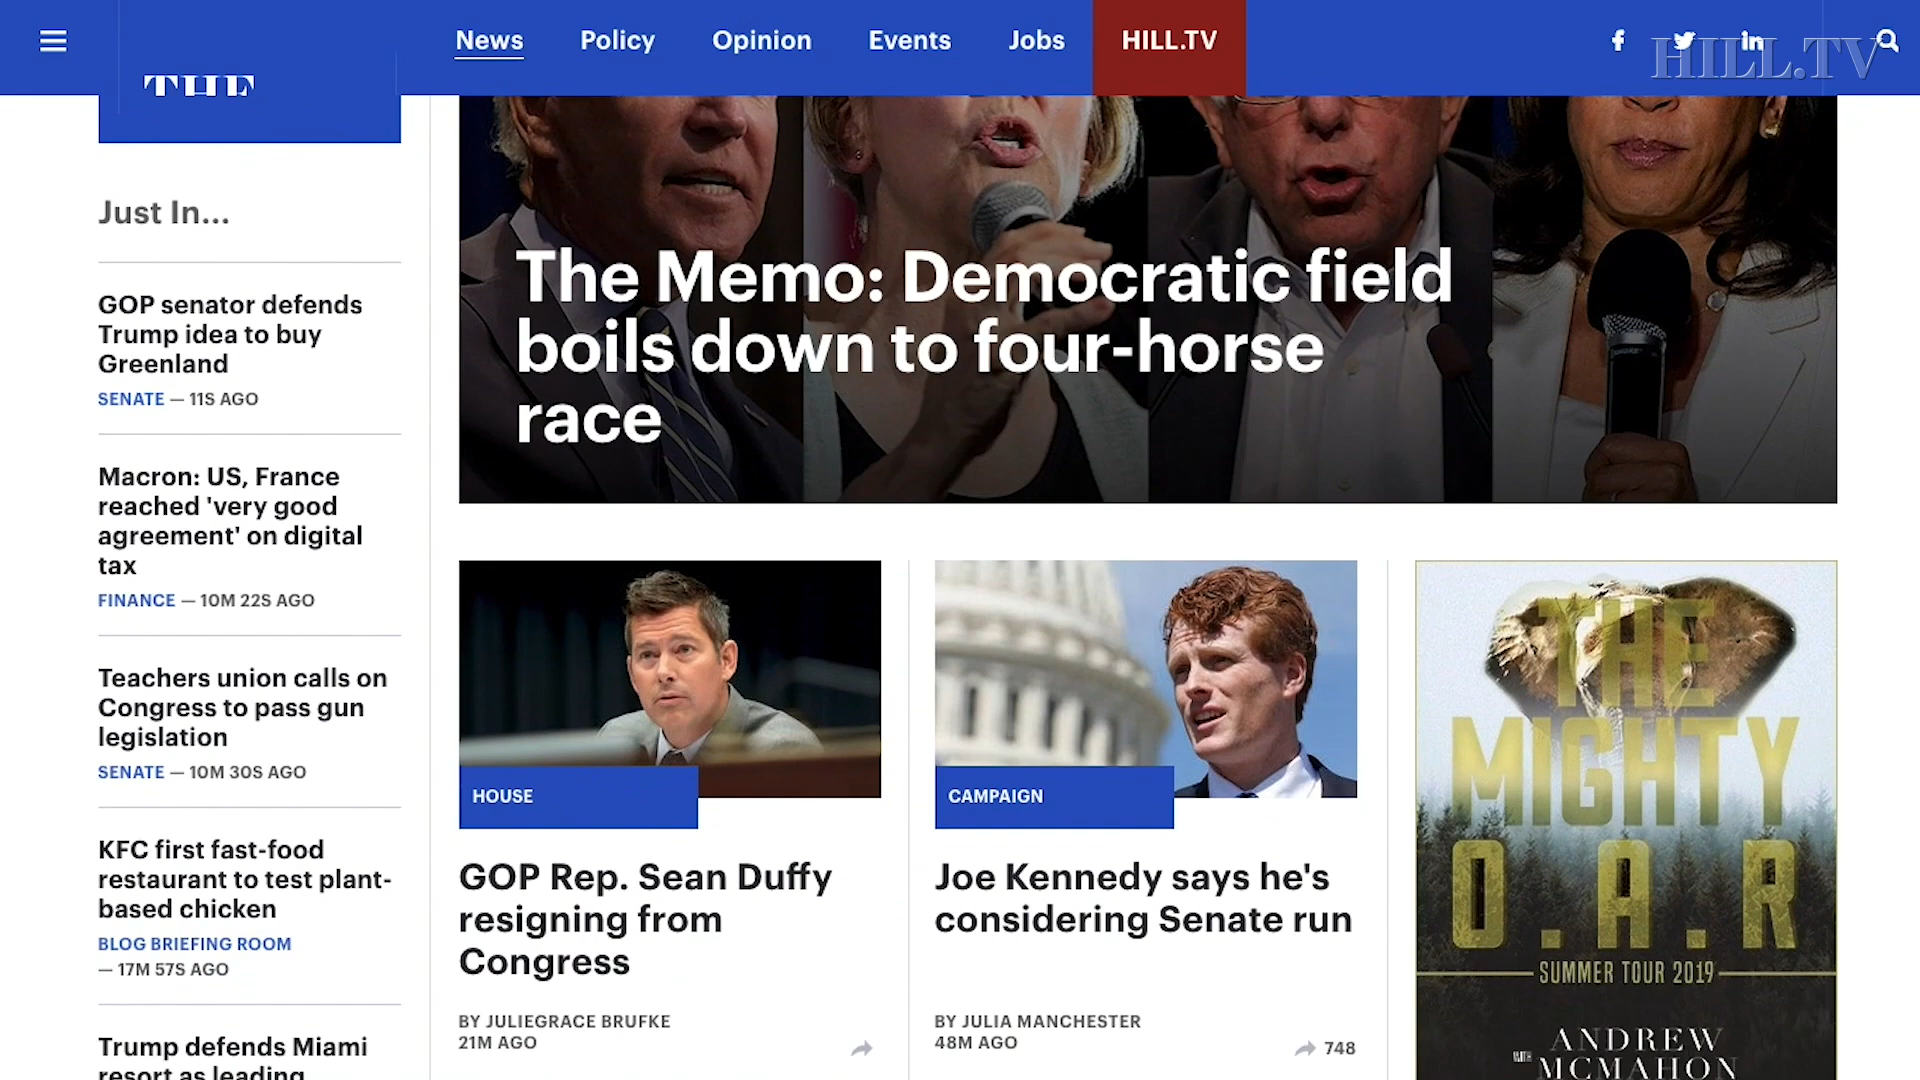 News
Policy
Opinion
Events
Jobs
HILL.TV
HILL.TV
THE
Just In...
GOP senator defends
Trump idea to buy
Greenland
SENATE — 11S AGO
Macron: US, France
reached 'very good
agreement' on digital
tax
FINANCE — 10M 22S AGO
Teachers union calls on
Congress to pass gun
legislation
SENATE — 10M 30S AGO
KFC first fast-food
restaurant to test plant-
based chicken
BLOG BRIEFING ROOM
— 17M 57S AGO
Trump defends Miami
resort as leading
The Memo: Democratic field
boils down to four-horse
race
HOUSE
GOP Rep. Sean Duffy
resigning from
Congress
BY JULIEGRACE BRUFKE
21M AGO
CAMPAIGN
Joe Kennedy says he's
considering Senate run
BY JULIA MANCHESTER
48M AGO
748
THE
MIGHTY
O.A.R
SUMMER TOUR 2019
WITH ANDREW
MCMAHON